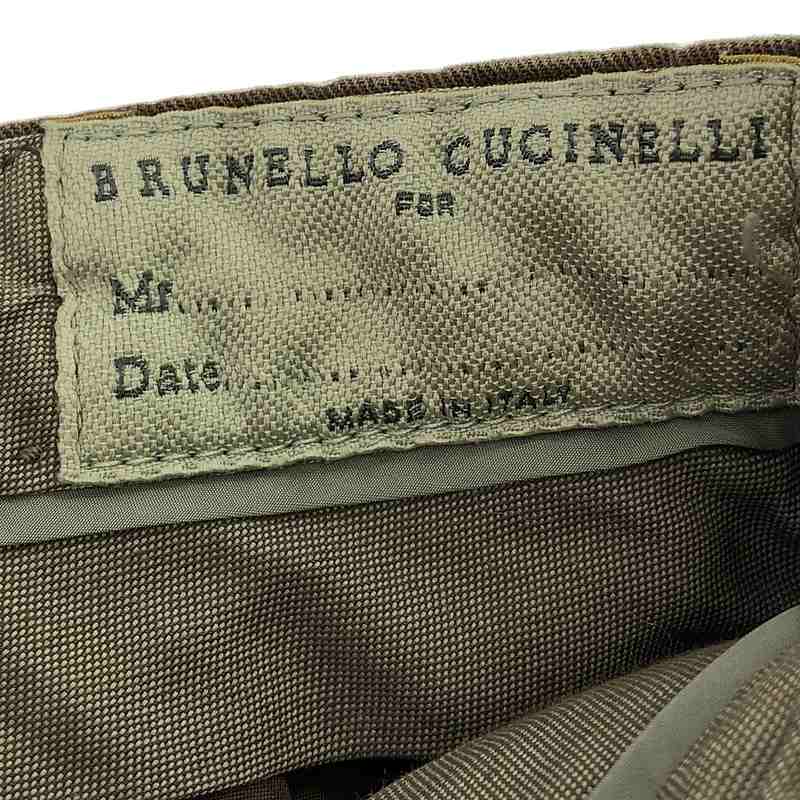 BRUNELLO CUCINELLI
FOR
Mr..............................
Date..............................
MADE IN ITALY